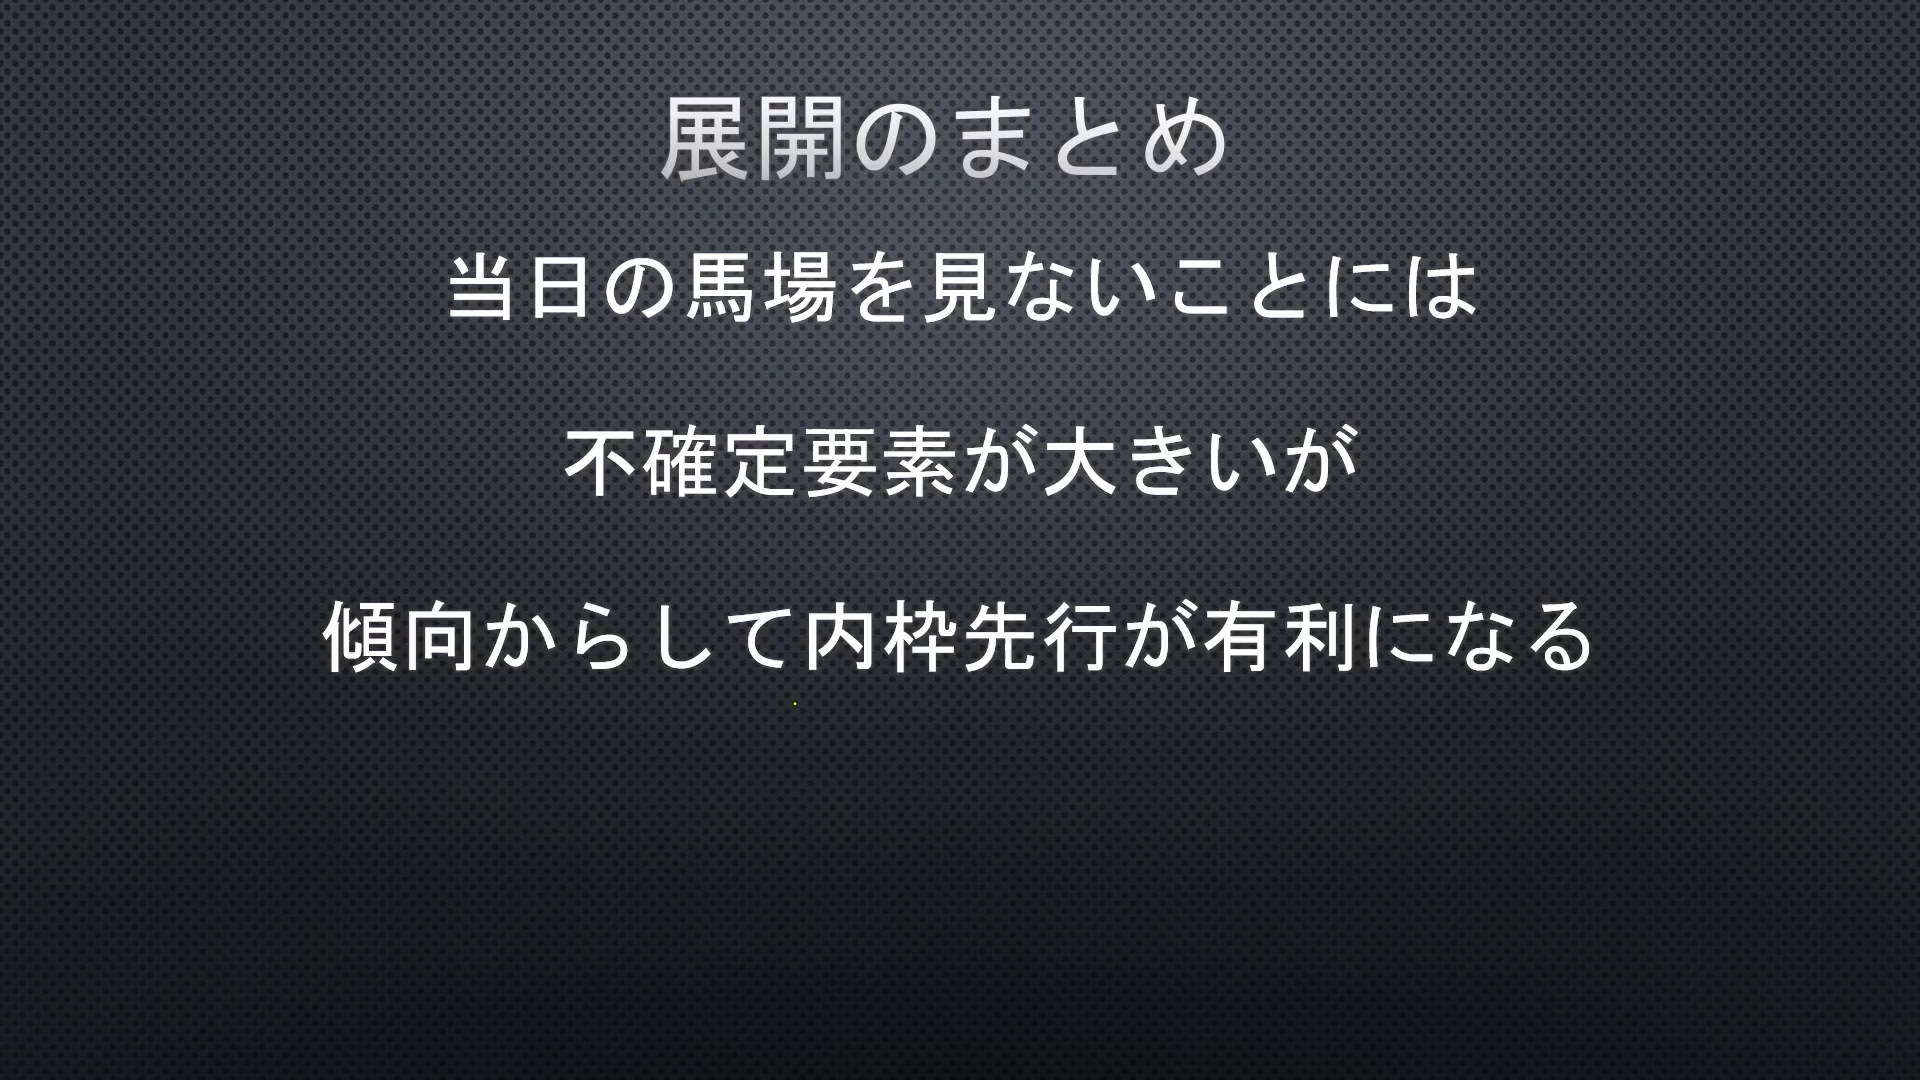 展開のまとめ
当日の馬場を見ないことには
不確定要素が大きいが
傾向からして内枠先行が有利になる